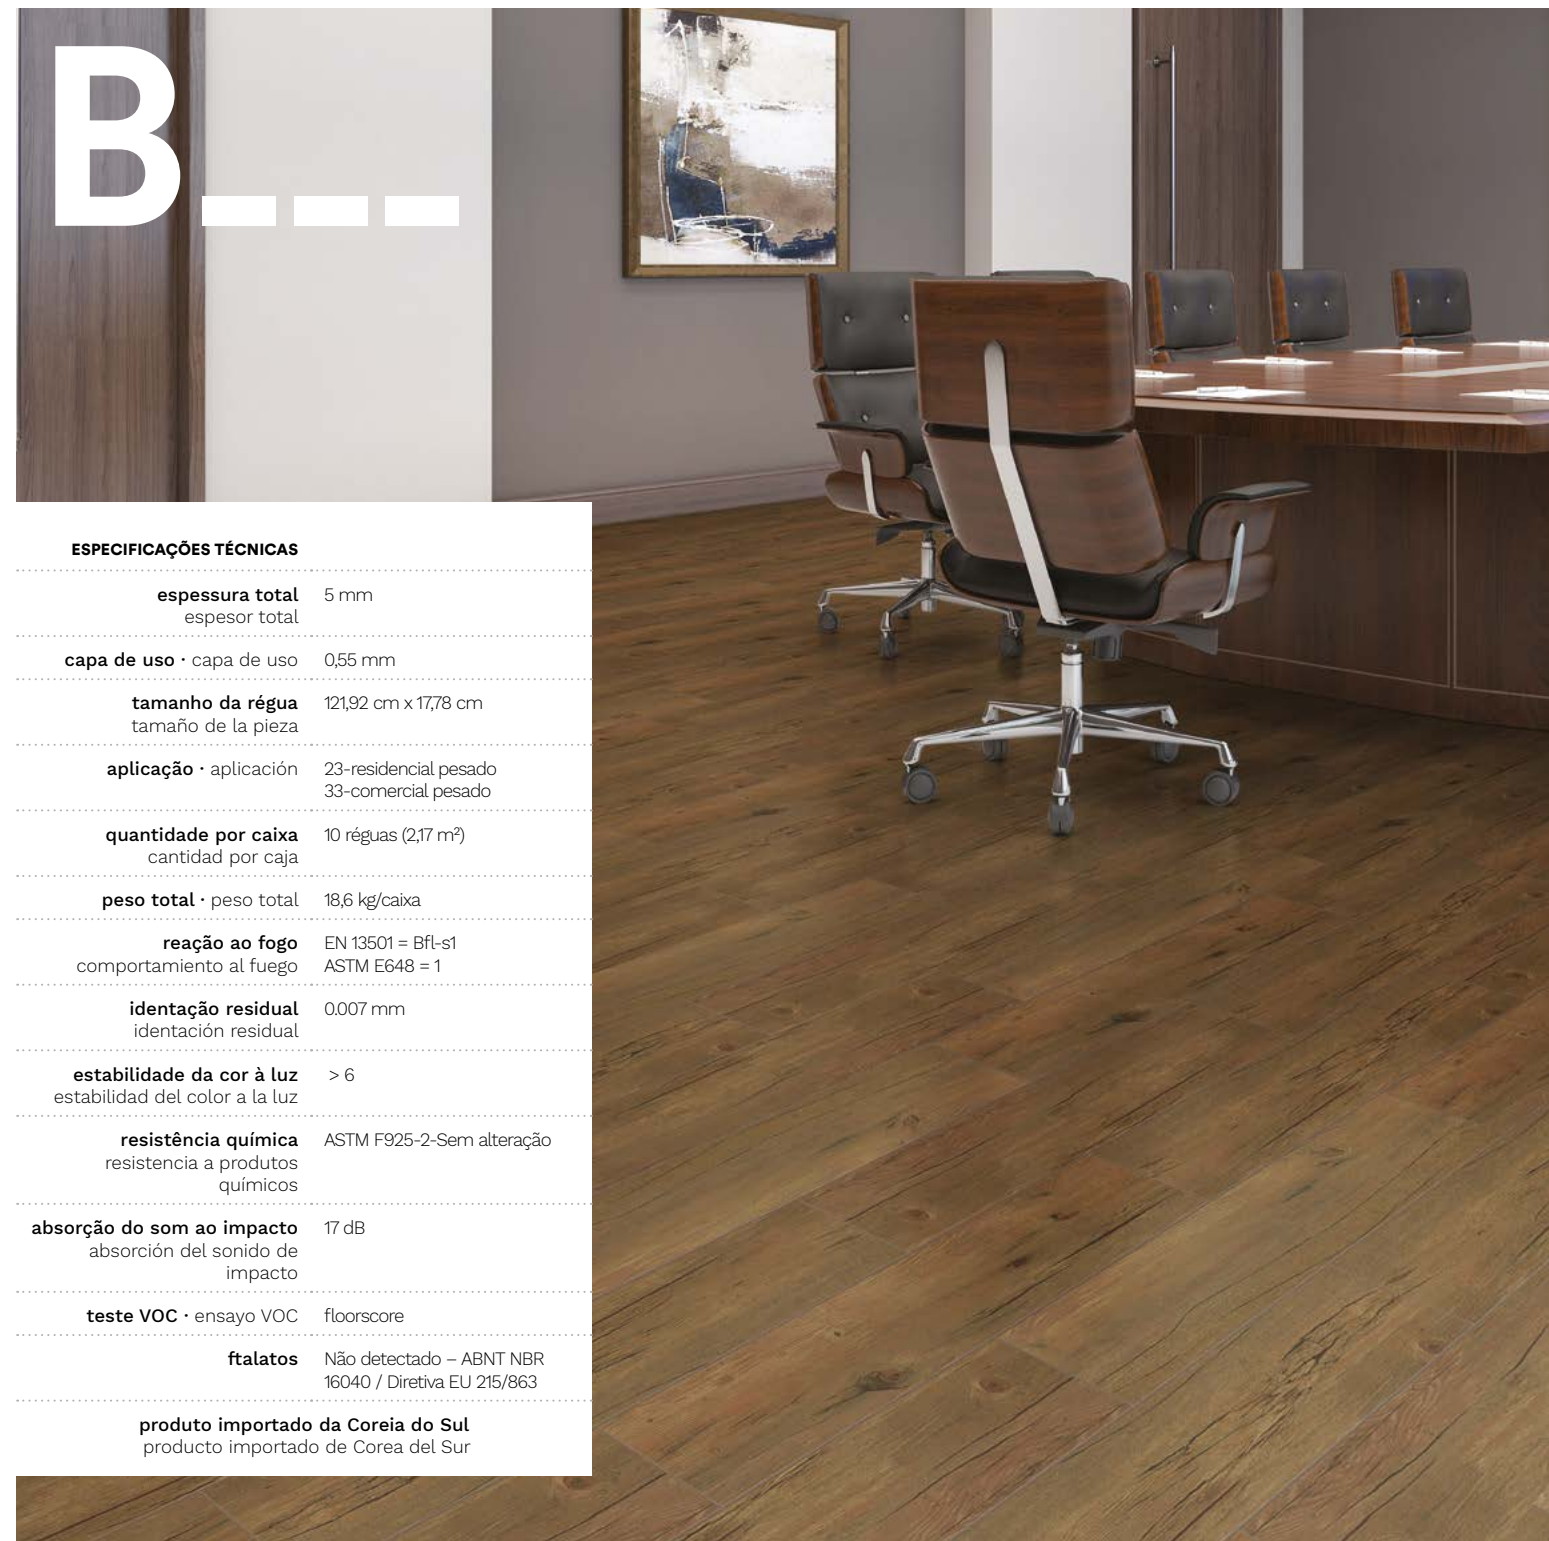 B___
ESPECIFICAÇÕES TÉCNICAS
espessura total 5 mm
espesor total
capa de uso · capa de uso 0,55 mm
tamanho da régua 121,92 cm x 17,78 cm
tamaño de la pieza
aplicação · aplicación 23-residencial pesado
33-comercial pesado
quantidade por caixa 10 réguas (2,17 m²)
cantidad por caja
peso total · peso total 18,6 kg/caixa
reação ao fogo EN 13501 = Bfl-s1
comportamiento al fuego ASTM E648 = 1
identação residual 0.007 mm
identación residual
estabilidade da cor à luz > 6
estabilidad del color a la luz
resistência química ASTM F925-2-Sem alteração
resistencia a produtos
químicos
absorção do som ao impacto 17 dB
absorción del sonido de
impacto
teste VOC · ensayo VOC floorscore
ftalatos Não detectado – ABNT NBR
16040 / Diretiva EU 215/863
produto importado da Coreia do Sul
producto importado de Corea del Sur